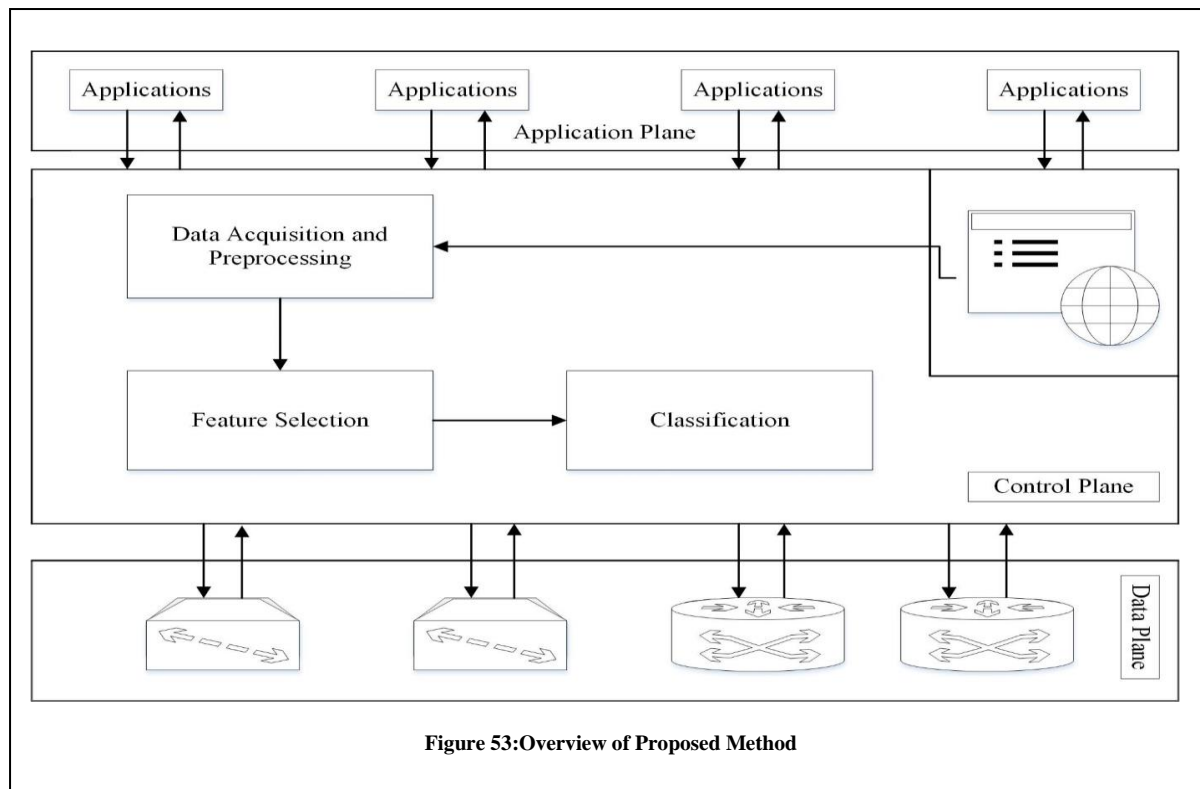 Applications
Applications
Applications
Applications
Application Plane
Data Acquisition and
Preprocessing
Feature Selection
Classification
Control Plane
Data Plane
Figure 53:Overview of Proposed Method